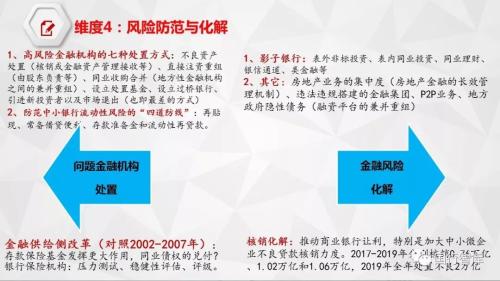 维度4：风险防范与化解
1、高风险金融机构的七种处置方式：不良资产
处置（核销或金融资产管理接收等）、直接注资重组
（由股东负责等）、同业收购合并（地方性金融机构
之间的兼并重组）、设立处置基金、设立过桥银行、
引进新投资者以及市场退出（也即最差的方式）
2、防范中小银行流动性风险的“四道防线”：再贴
现、常备借贷便利、存款准备金和流动性再贷款。
1、影子银行：表外非标投资、表内同业投资、同业理财、
银信通道、类金融等
2、其它：房地产业务的集中度（房地产金融的长效管
理机制）、违法违规搭建的金融集团、P2P业务、地方
政府隐性债务（融资平台的兼并重组）
问题金融机构
处置
金融风险
化解
金融供给侧改革（对照2002-2007年）：
存款保险基金发挥更大作用，同业债权的兑付？
银行保险机构：压力测试、稳健性评估、评级。
核销化解：推动商业银行让利，特别是加大中小微企
业不良贷款核销力度。2017-2019年
、1.02万亿和1.06万亿，2019年全年处置不良2万亿